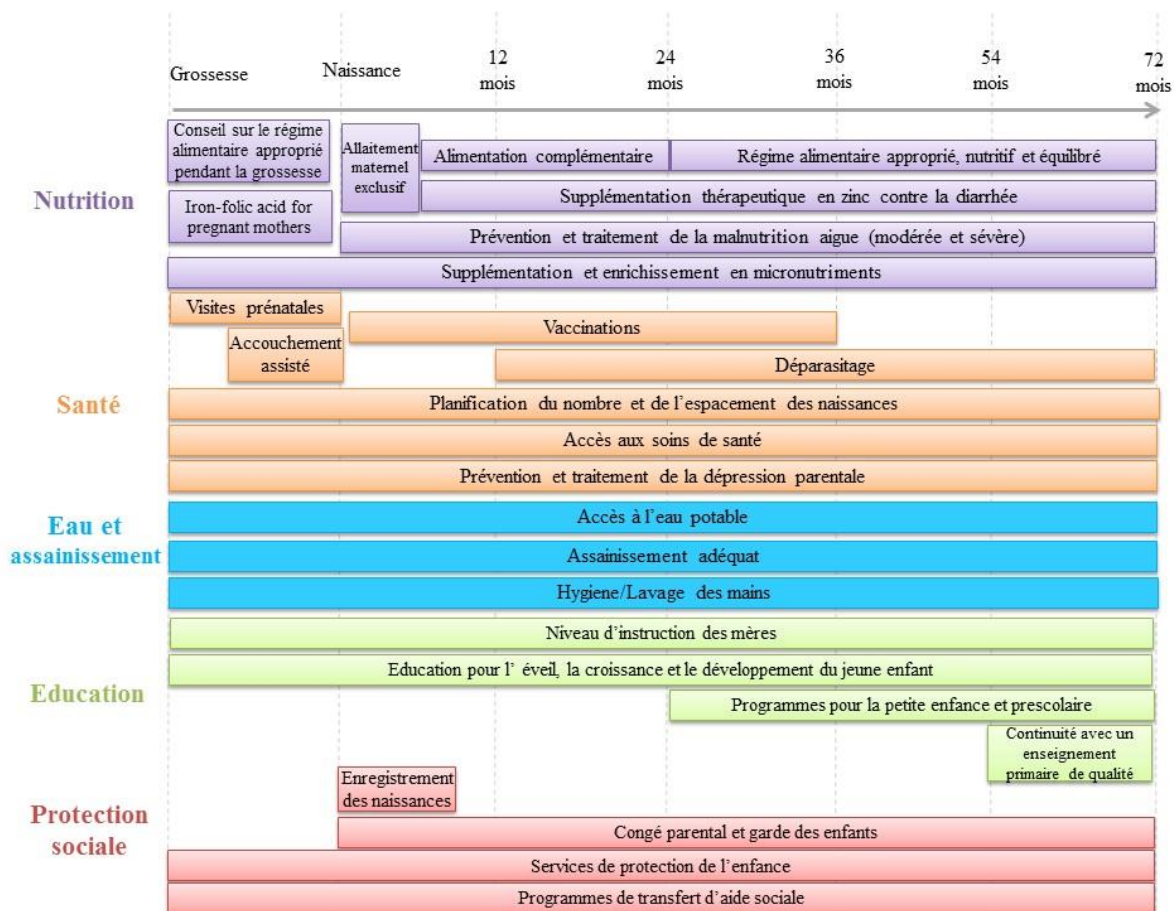 Grossesse
Naissance
12
mois
24
mois
36
mois
54
mois
72
mois
Nutrition
Conseil sur le régime
alimentaire approprié
pendant la grossesse
Allaitement
maternel
exclusif
Alimentation complémentaire
Régime alimentaire approprié, nutritif et équilibré
Iron-folic acid for
pregnant mothers
Supplémentation thérapeutique en zinc contre la diarrhée
Prévention et traitement de la malnutrition aigue (modérée et sévère)
Supplémentation et enrichissement en micronutriments
Santé
Visites prénatales
Vaccinations
Accouchement
assisté
Déparasitage
Planification du nombre et de l'espacement des naissances
Accès aux soins de santé
Prévention et traitement de la dépression parentale
Eau et
assainissement
Accès à l'eau potable
Assainissement adéquat
Hygiene/Lavage des mains
Education
Niveau d'instruction des mères
Education pour l' éveil, la croissance et le développement du jeune enfant
Programmes pour la petite enfance et prescolaire
Continuité avec un
enseignement
primaire de qualité
Protection
sociale
Enregistrement
des naissances
Congé parental et garde des enfants
Services de protection de l'enfance
Programmes de transfert d'aide sociale